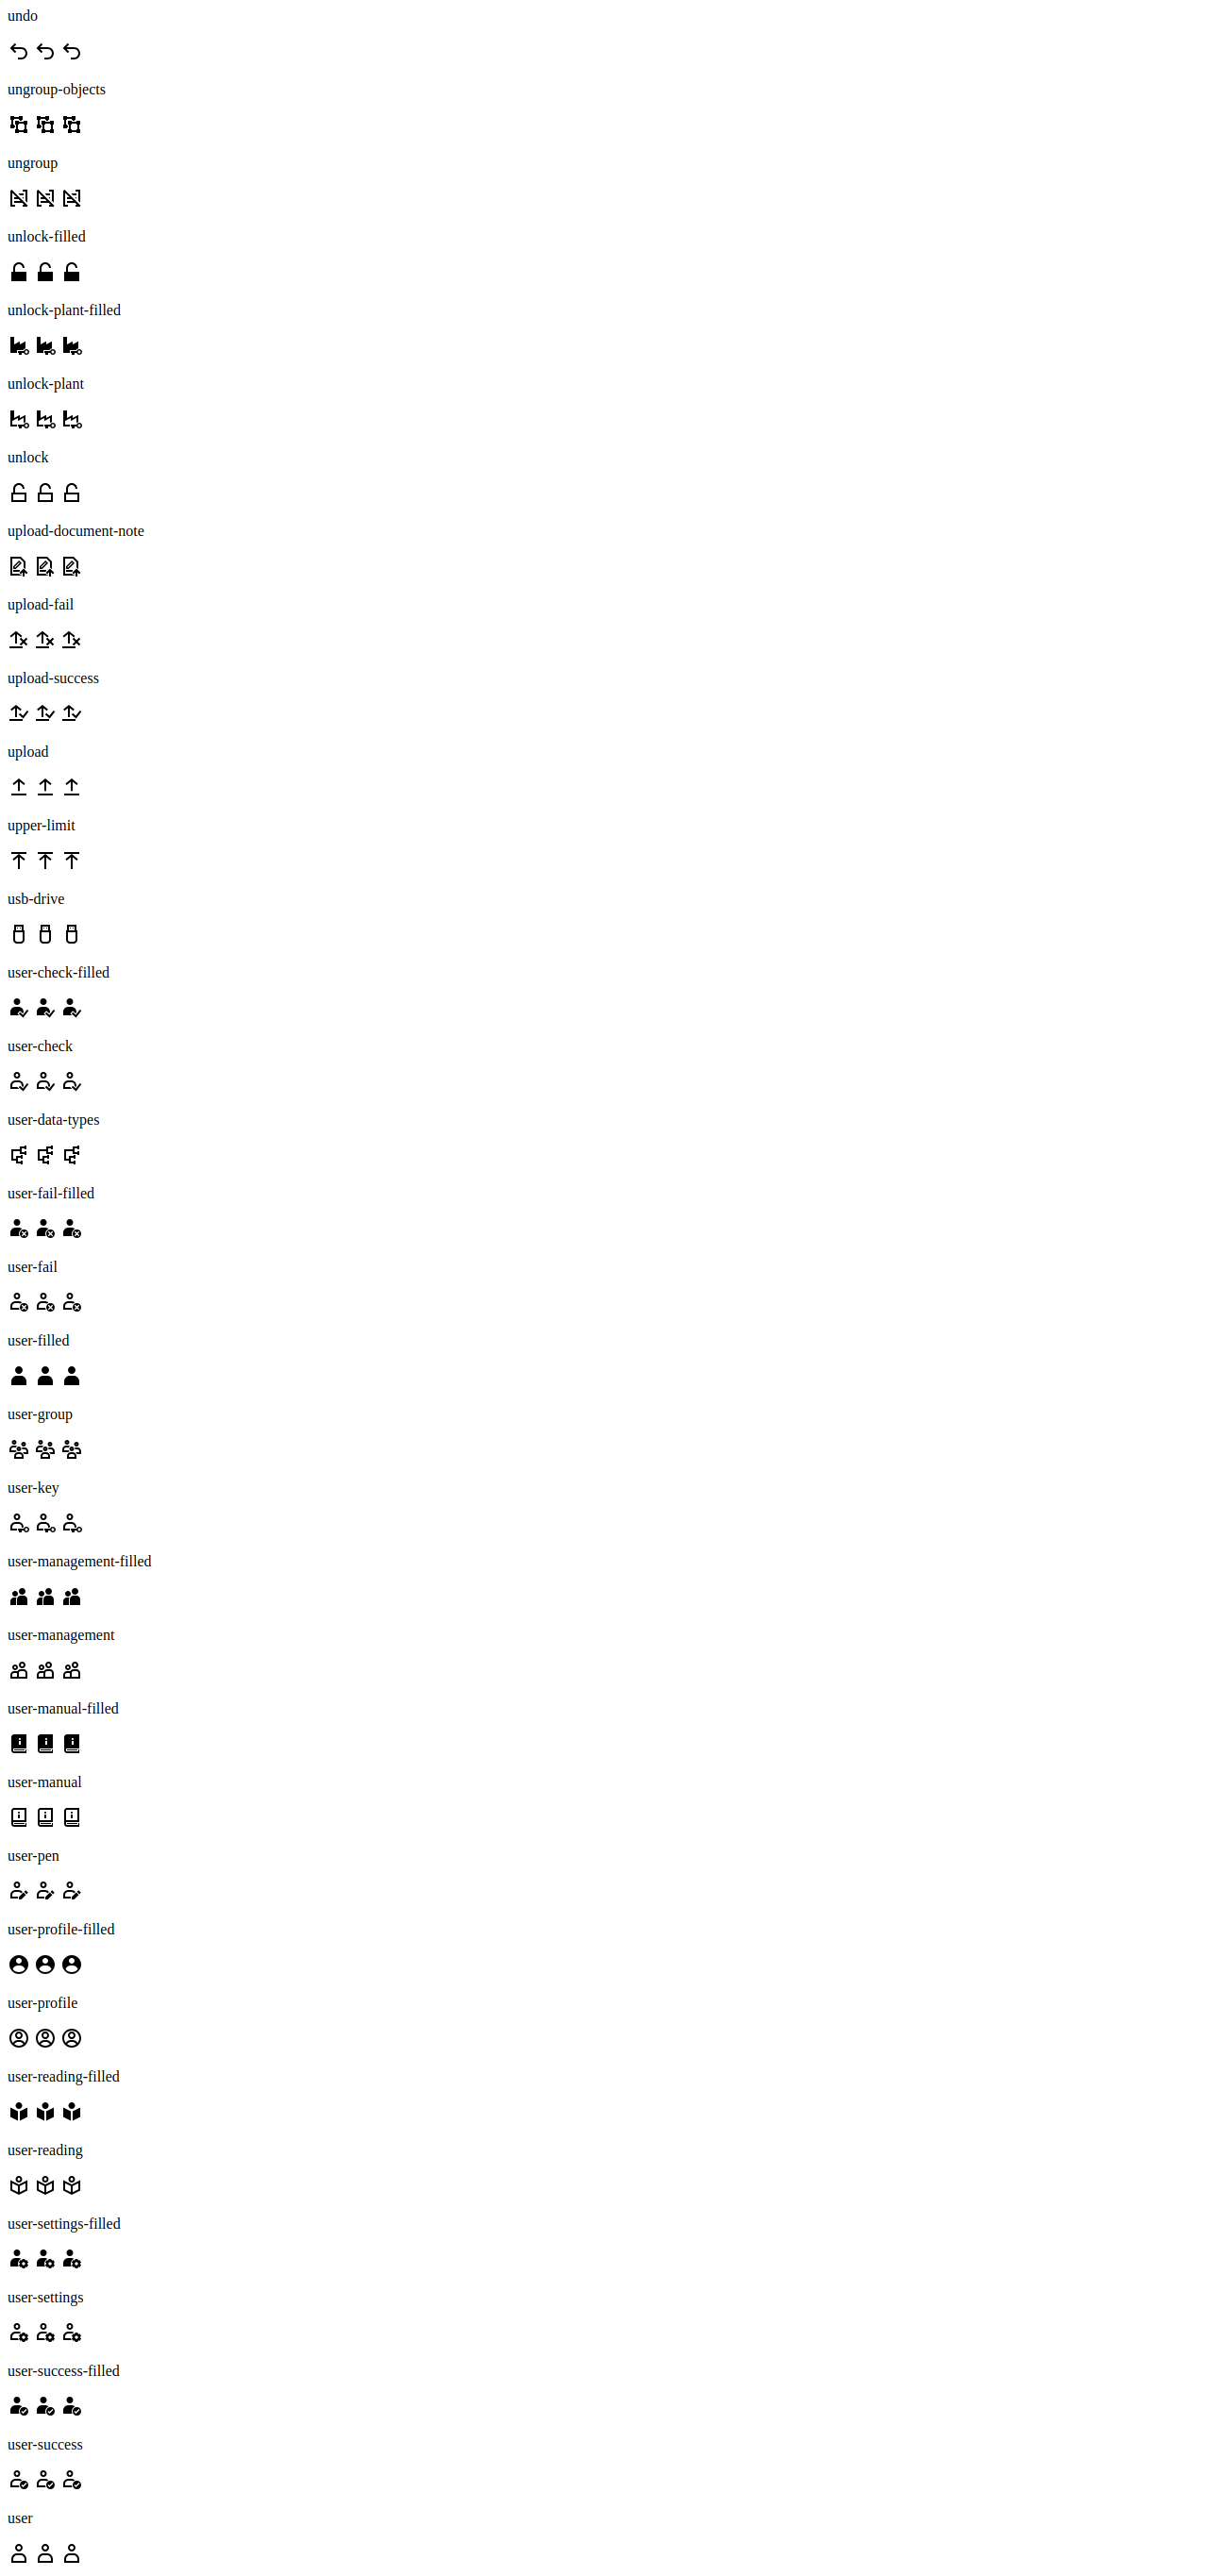 undo
ungroup-objects
ungroup
unlock-filled
unlock-plant-filled
unlock-plant
unlock
upload-document-note
upload-fail
upload-success
upload
upper-limit
usb-drive
user-check-filled
user-check
user-data-types
user-fail-filled
user-fail
user-filled
user-group
user-key
user-management-filled
user-management
user-manual-filled
user-manual
user-pen
user-profile-filled
user-profile
user-reading-filled
user-reading
user-settings-filled
user-settings
user-success-filled
user-success
user